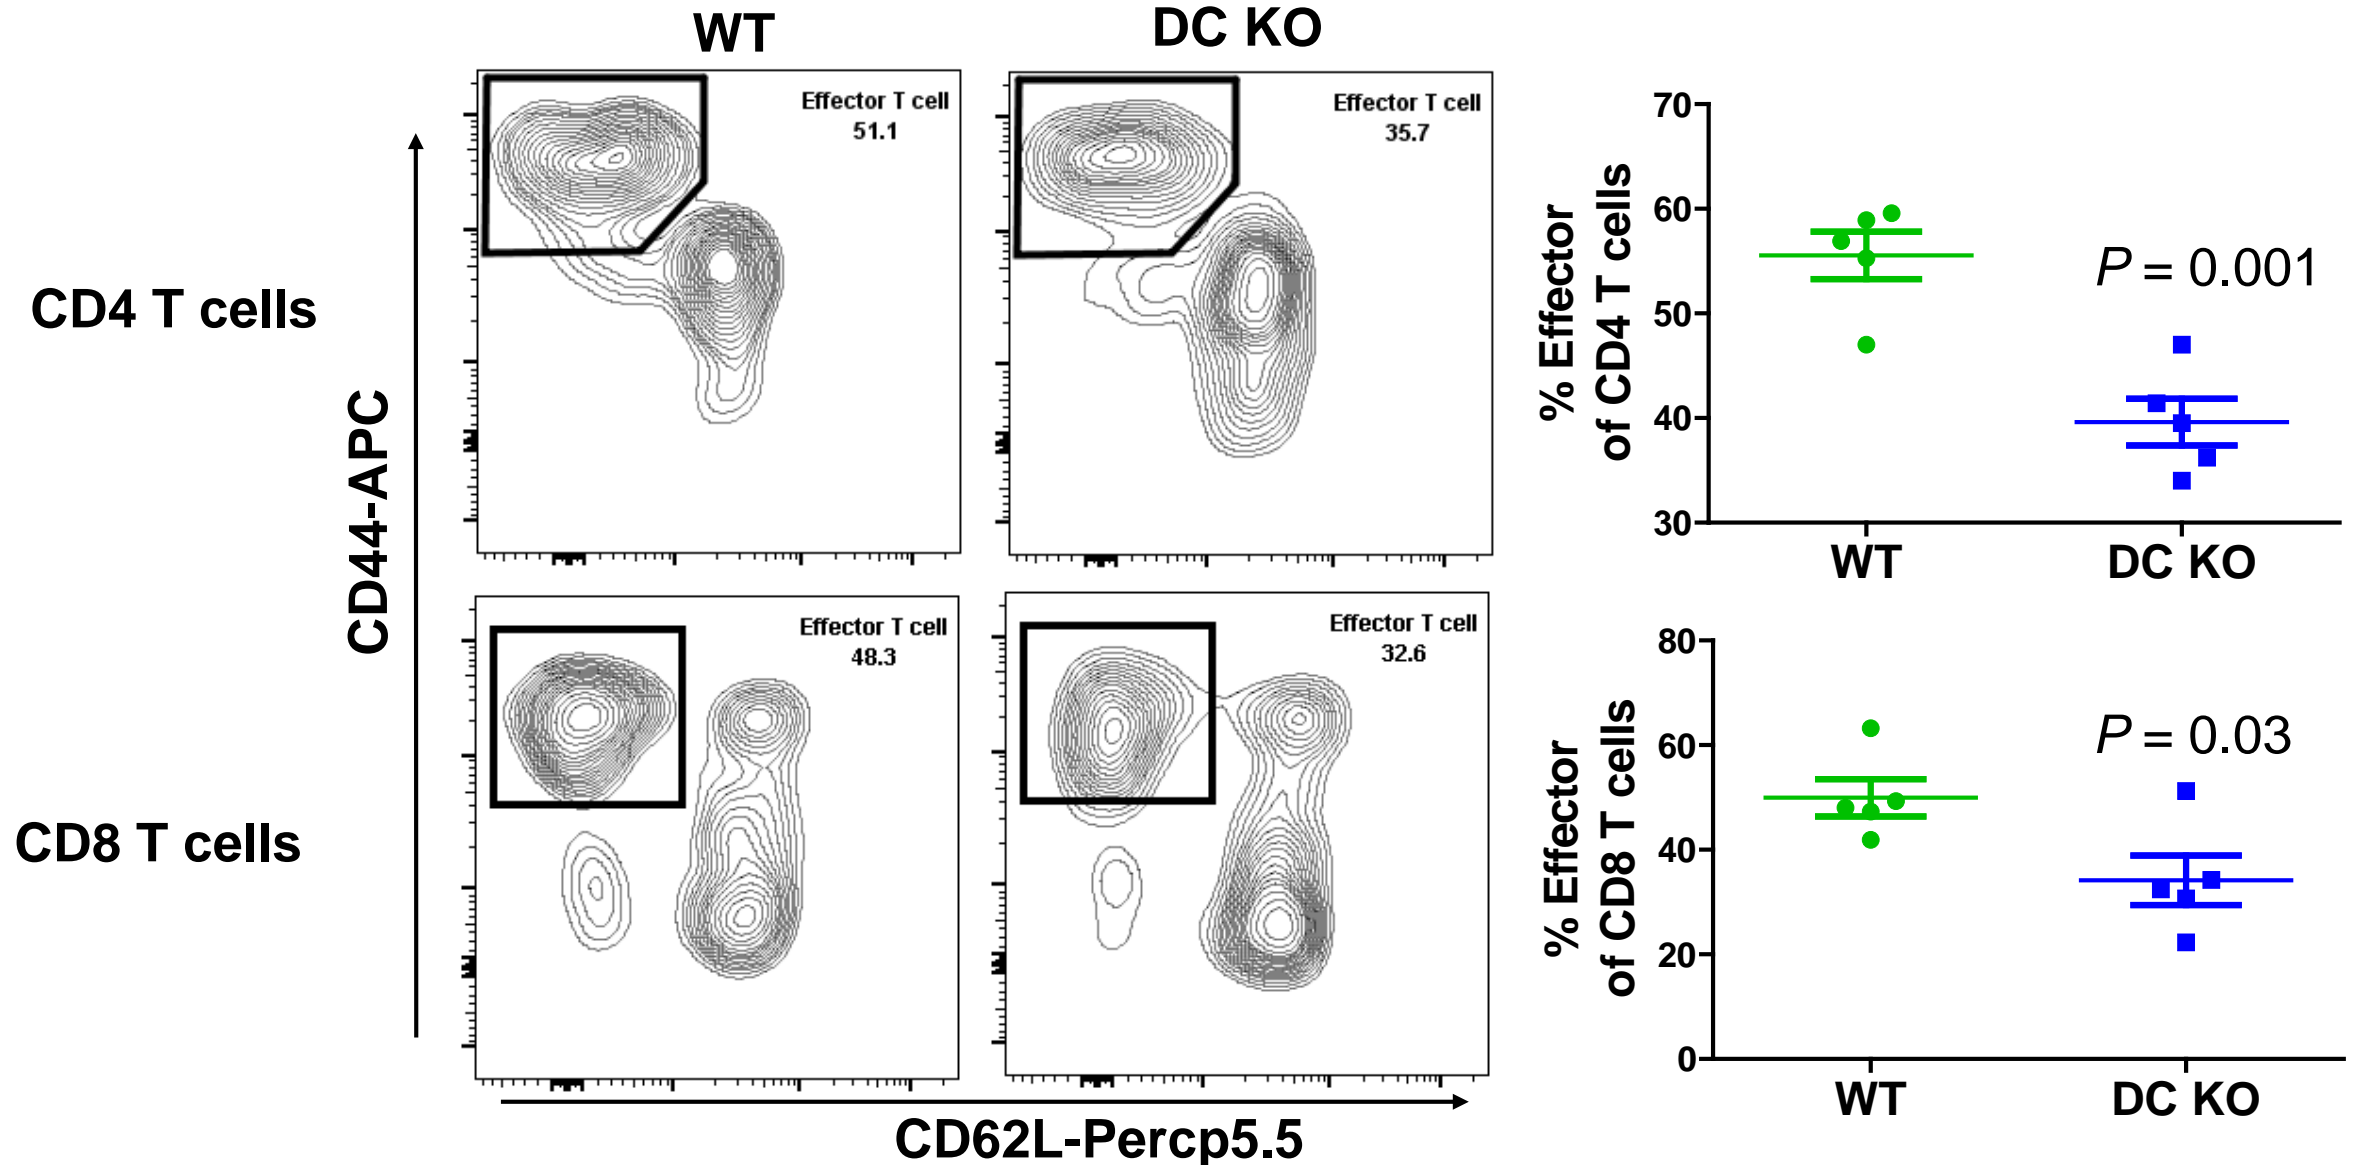 WT
DC KO
Effector T cell
51.1
Effector T cell
35.7
CD4 T cells
CD44-APC
Effector T cell
48.3
Effector T cell
32.6
CD8 T cells
CD62L-Percp5.5
% Effector
of CD4 T cells
70
60
50
40
30
P = 0.001
WT
DC KO
% Effector
of CD8 T cells
80
60
40
20
0
P = 0.03
WT
DC KO